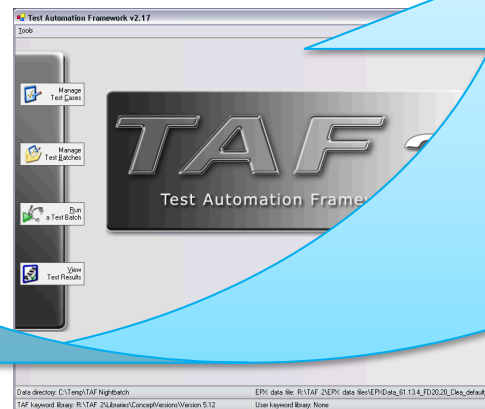 Test Automation Framework v2.17
Tools
Manage
Test Cases
Manage
Test Batches
Run
a Test Batch
View
Test Results
TAF
Test Automation
Data directory: C:\Temp\TAF Nightbatch
EPX data file: R:\TAF 2\EPX data files\EPXData_61.13.4_FD20.20_Clea_default
TAF keyword library: R:\TAF 2\Libraries\ConceptVersions\Version 5.12
User keyword library: None